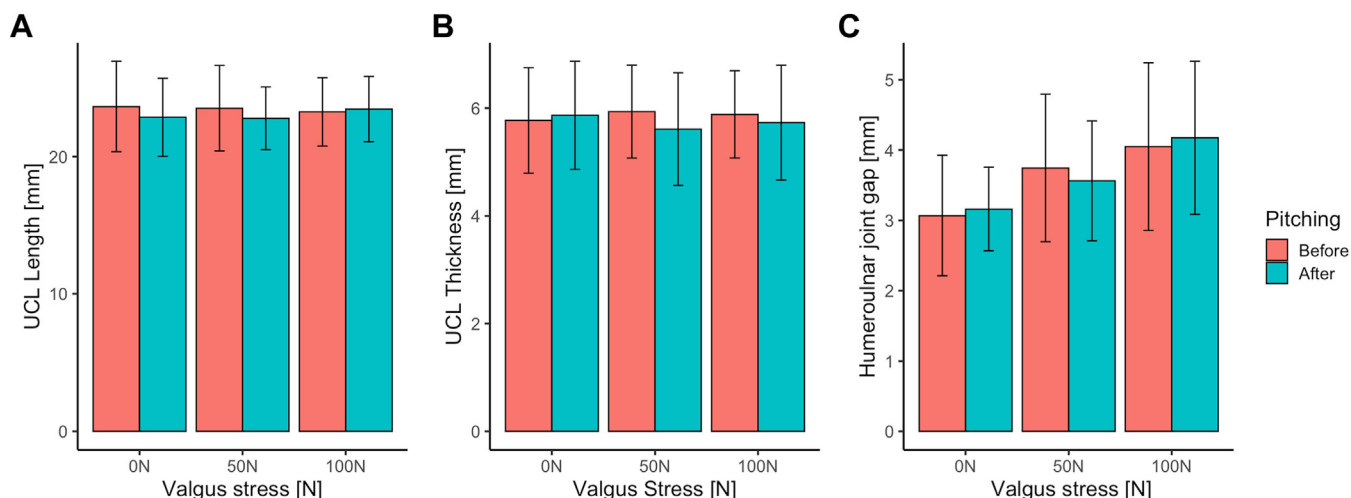 A
UCL Length [mm]
20
10
0
0N 50N 100N
Valgus stress [N]
B
UCL Thickness [mm]
6
4
2
0
0N 50N 100N
Valgus Stress [N]
C
Humeroulnar joint gap [mm]
5
4
3
2
1
0
0N 50N 100N
Valgus stress [N]
Pitching
Before
After